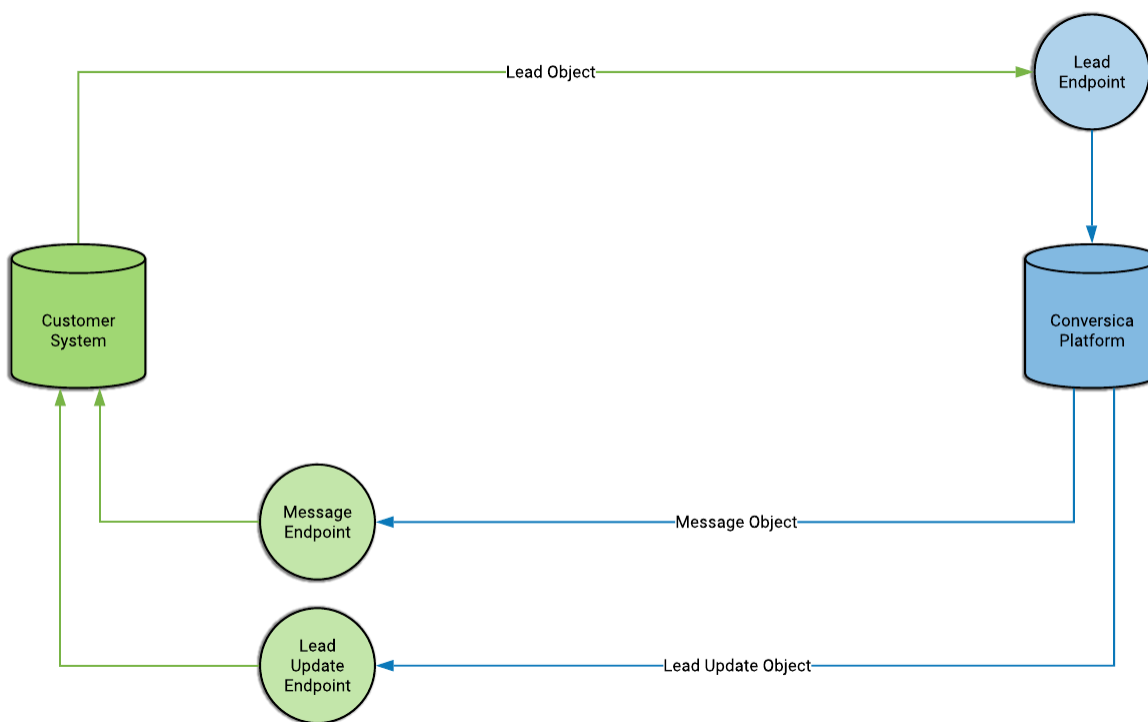 Lead Object
Lead
Endpoint
Customer
System
Conversica
Platform
Message
Endpoint
Message Object
Lead
Update
Endpoint
Lead Update Object